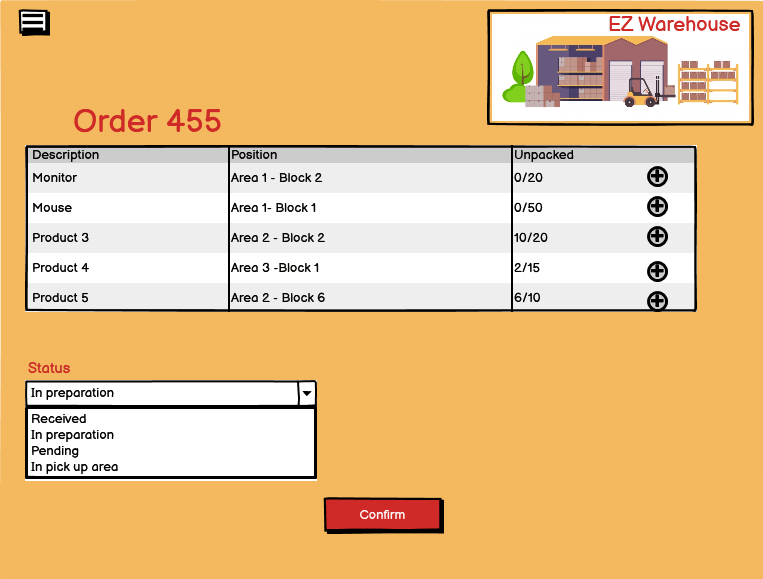 EZ Warehouse
Order 455
Description Position Unpacked
Monitor Area 1 - Block 2 0/20
Mouse Area 1- Block 1 0/50
Product 3 Area 2 - Block 2 10/20
Product 4 Area 3 -Block 1 2/15
Product 5 Area 2 - Block 6 6/10
Status
In preparation
Received
In preparation
Pending
In pick up area
Confirm